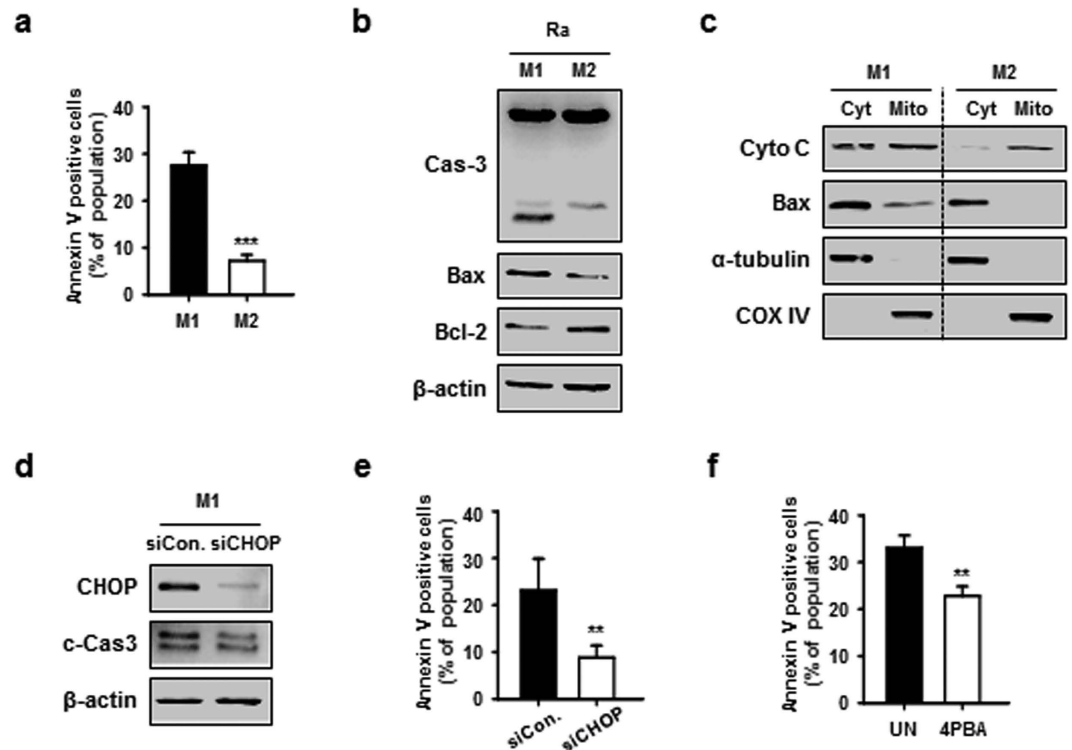 a
Annexin V positive cells
(% of population)
40
30
20
10
0
***
M1 M2
b
Ra
M1 M2
Cas-3
Bax
Bcl-2
β-actin
c
M1 M2
Cyt Mito Cyt Mito
Cyto C
Bax
α-tubulin
COX IV
d
M1
siCon. siCHOP
CHOP
c-Cas3
β-actin
e
Annexin V positive cells
(% of population)
40
30
20
10
0
**
siCon. siCHOP
f
Annexin V positive cells
(% of population)
40
30
20
10
0
**
UN 4PBA